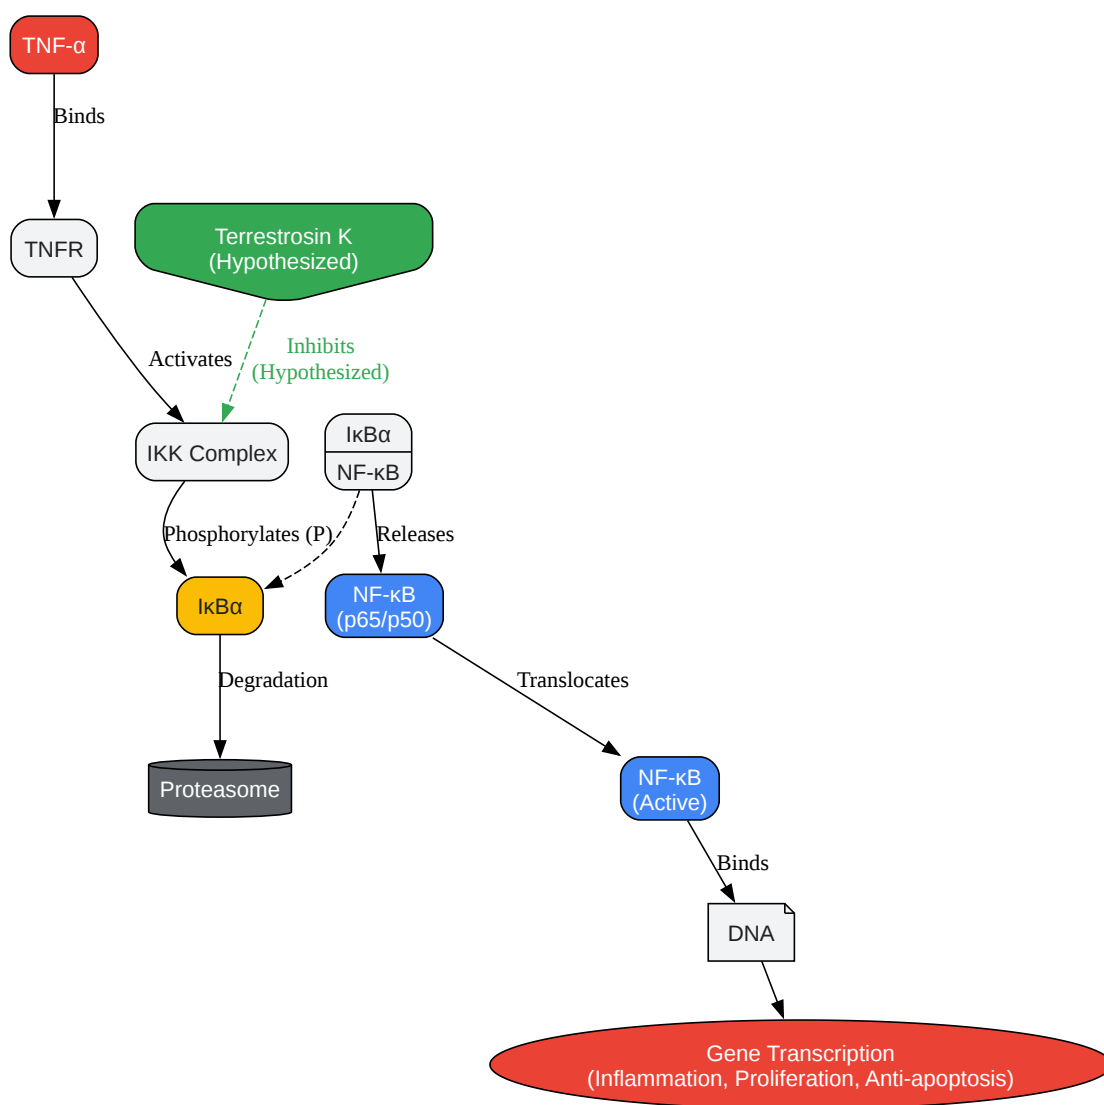 TNF-α
Binds
TNFR
Terrestrosin K
(Hypothesized)
Activates
Inhibits
(Hypothesized)
IKK Complex
IκBα
NF-κB
Phosphorylates (P)
Releases
IκBα
NF-κB
(p65/p50)
Degradation
Translocates
Proteasome
NF-κB
(Active)
Binds
DNA
Gene Transcription
(Inflammation, Proliferation, Anti-apoptosis)